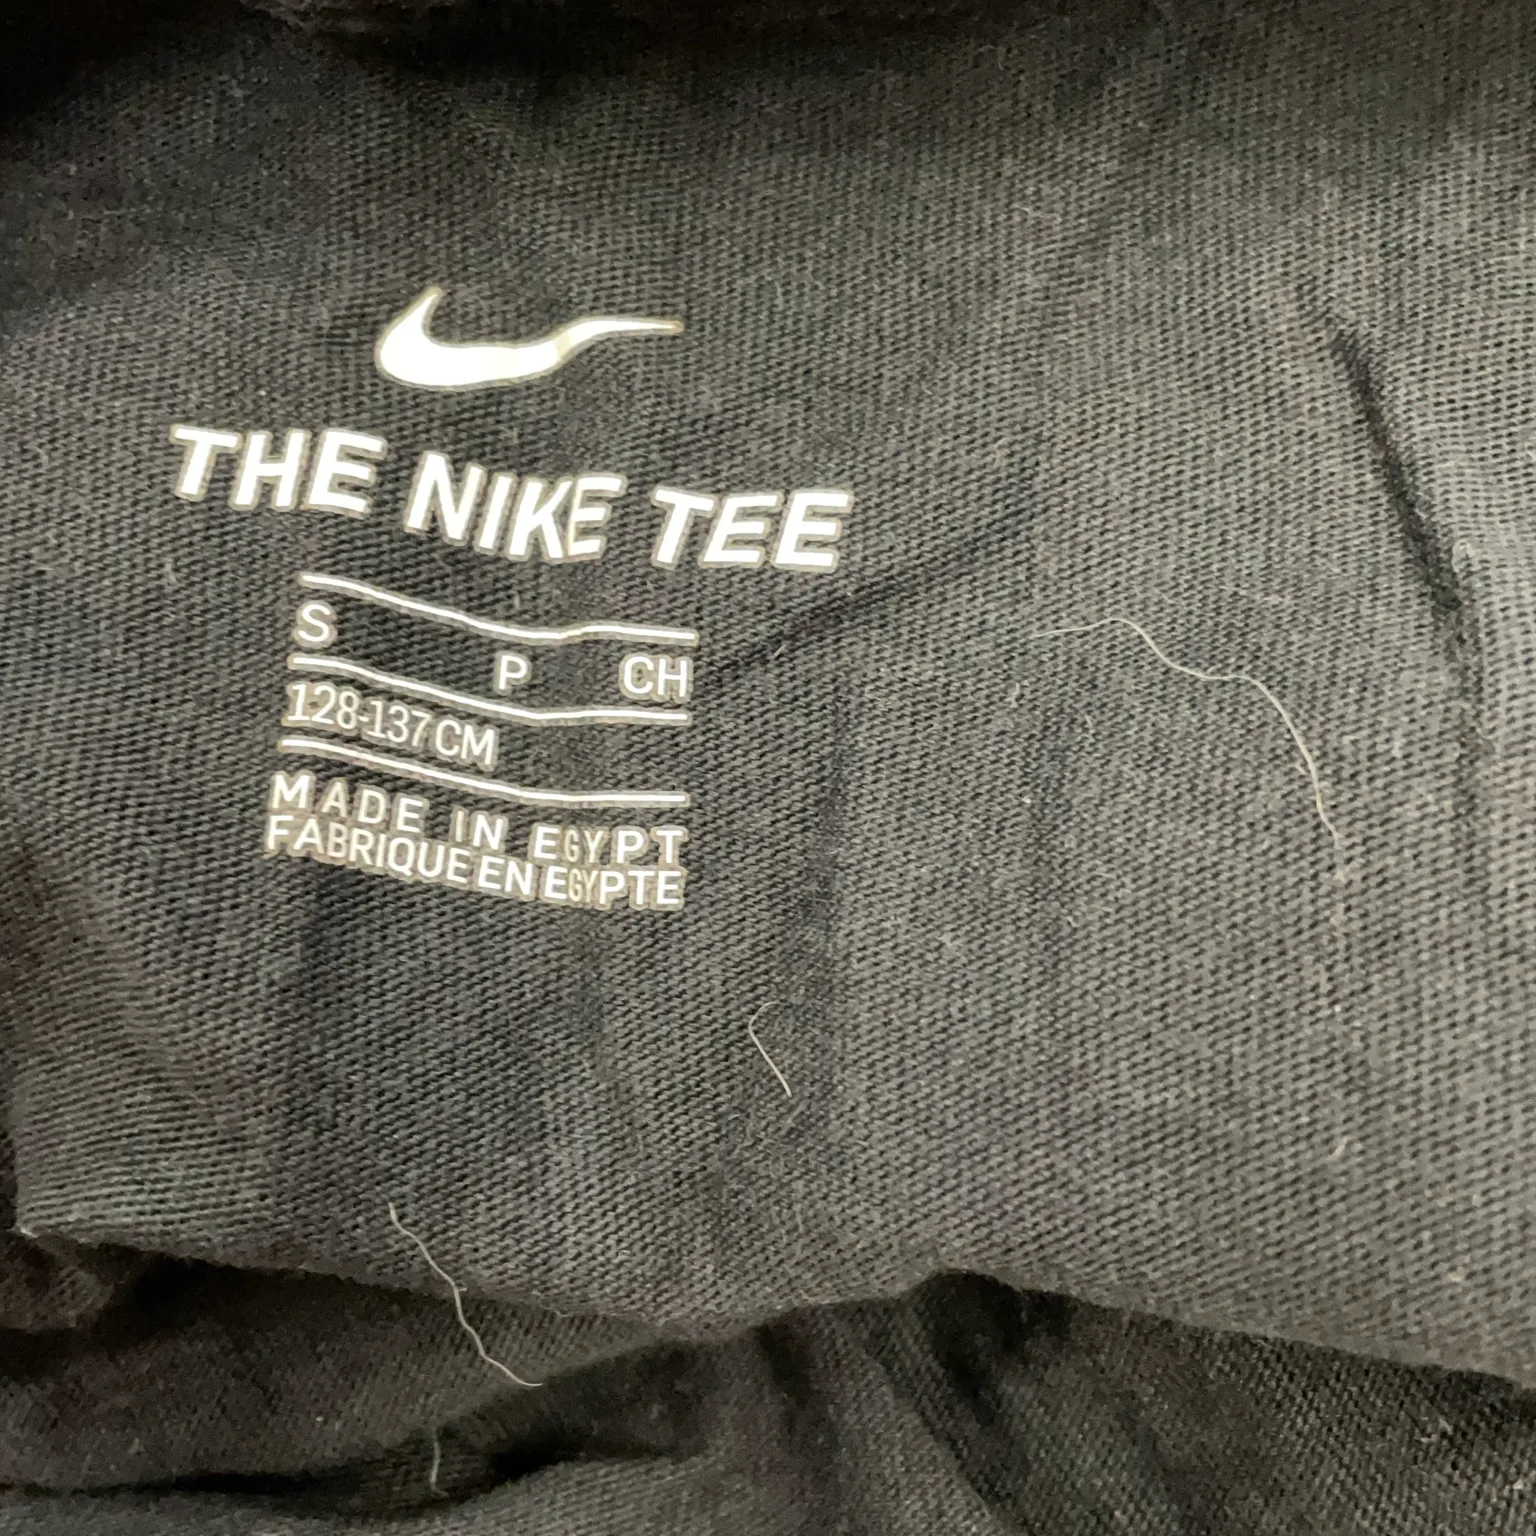 THE NIKE TEE
S P CH
128-137 CM
MADE IN EGYPT
FABRIQUE EN EGYPTE